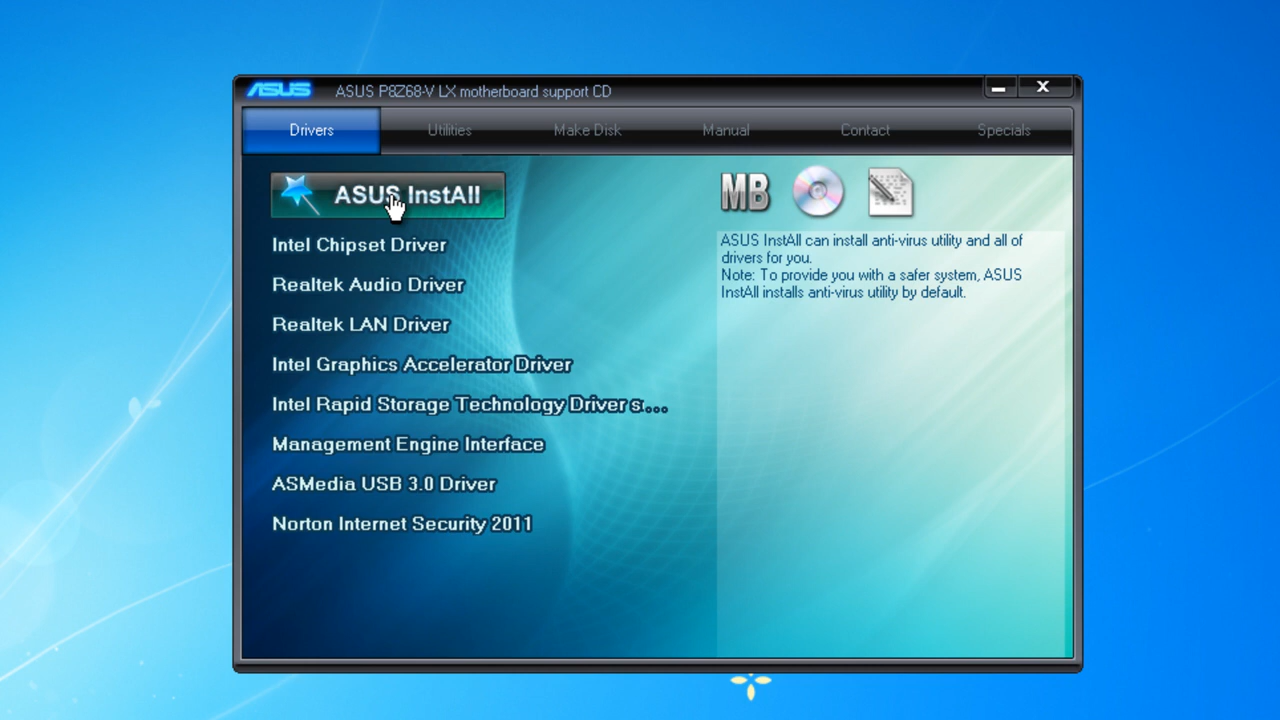 ASUS ASUS P8Z68-V LX motherboard support CD
Drivers Utilities Make Disk Manual Contact Specials
ASUS InstAll
Intel Chipset Driver
Realtek Audio Driver
Realtek LAN Driver
Intel Graphics Accelerator Driver
Intel Rapid Storage Technology Driver s...
Management Engine Interface
ASMedia USB 3.0 Driver
Norton Internet Security 2011
MB
ASUS InstAll can install anti-virus utility and all of
drivers for you.
Note: To provide you with a safer system, ASUS
InstAll installs anti-virus utility by default.